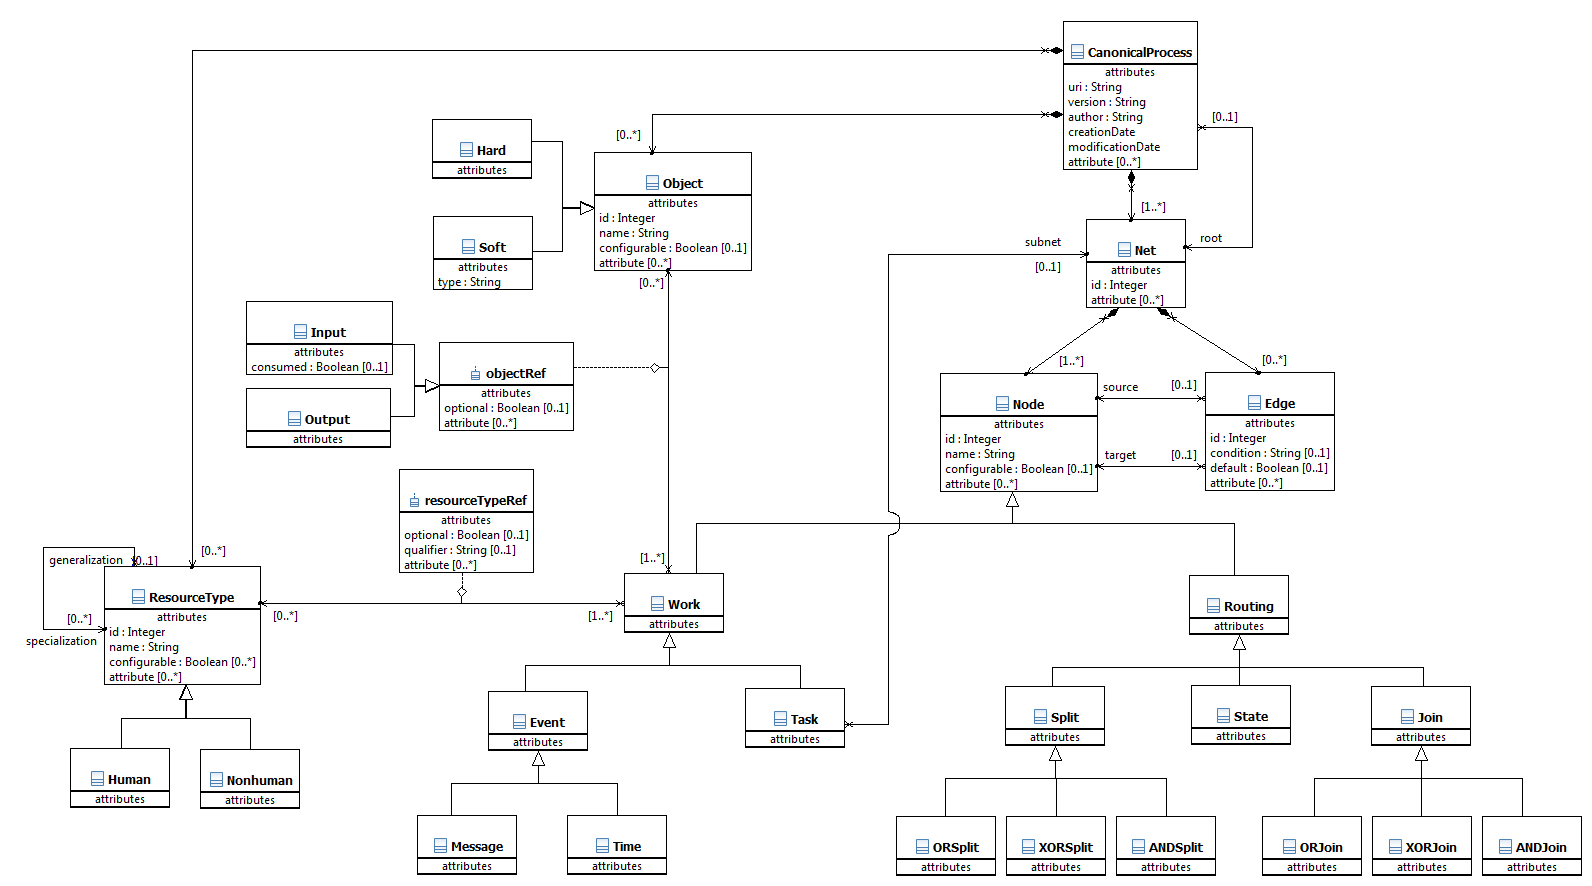 CanonicalProcess
attributes
uri : String
version : String
author : String
creationDate
modificationDate
attribute [0..*]
[0..1]
[0..*]
Hard
attributes
Object
attributes
id : Integer
name : String
configurable : Boolean [0..1]
attribute [0..*]
[0..*]
Soft
attributes
type : String
[1..*]
root
subnet
[0..1]
Net
attributes
id : Integer
attribute [0..*]
Input
attributes
consumed : Boolean [0..1]
Output
attributes
objectRef
attributes
optional : Boolean [0..1]
attribute [0..*]
[1..*]
[0..*]
Node
attributes
id : Integer
name : String
configurable : Boolean [0..1]
attribute [0..*]
source
[0..1]
target
[0..1]
Edge
attributes
id : Integer
condition : String [0..1]
default : Boolean [0..1]
attribute [0..*]
resourceTypeRef
attributes
optional : Boolean [0..1]
qualifier : String [0..1]
attribute [0..*]
generalization
[0..1]
[0..*]
[0..*]
specialization
ResourceType
attributes
id : Integer
name : String
configurable : Boolean [0..*]
attribute [0..*]
[0..*]
[1..*]
[1..*]
Work
attributes
Routing
attributes
Human
attributes
Nonhuman
attributes
Event
attributes
Task
attributes
Split
attributes
State
attributes
Join
attributes
Message
attributes
Time
attributes
ORSplit
attributes
XORSplit
attributes
ANDSplit
attributes
ORJoin
attributes
XORJoin
attributes
ANDJoin
attributes